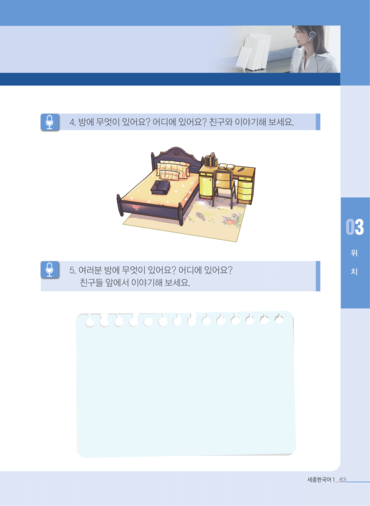 4. 방에 무엇이 있어요? 어디에 있어요? 친구와 이야기해 보세요.
5. 여러분 방에 무엇이 있어요? 어디에 있어요?
친구들 앞에서 이야기해 보세요.
03
위
치
세종한국어 1_ 63